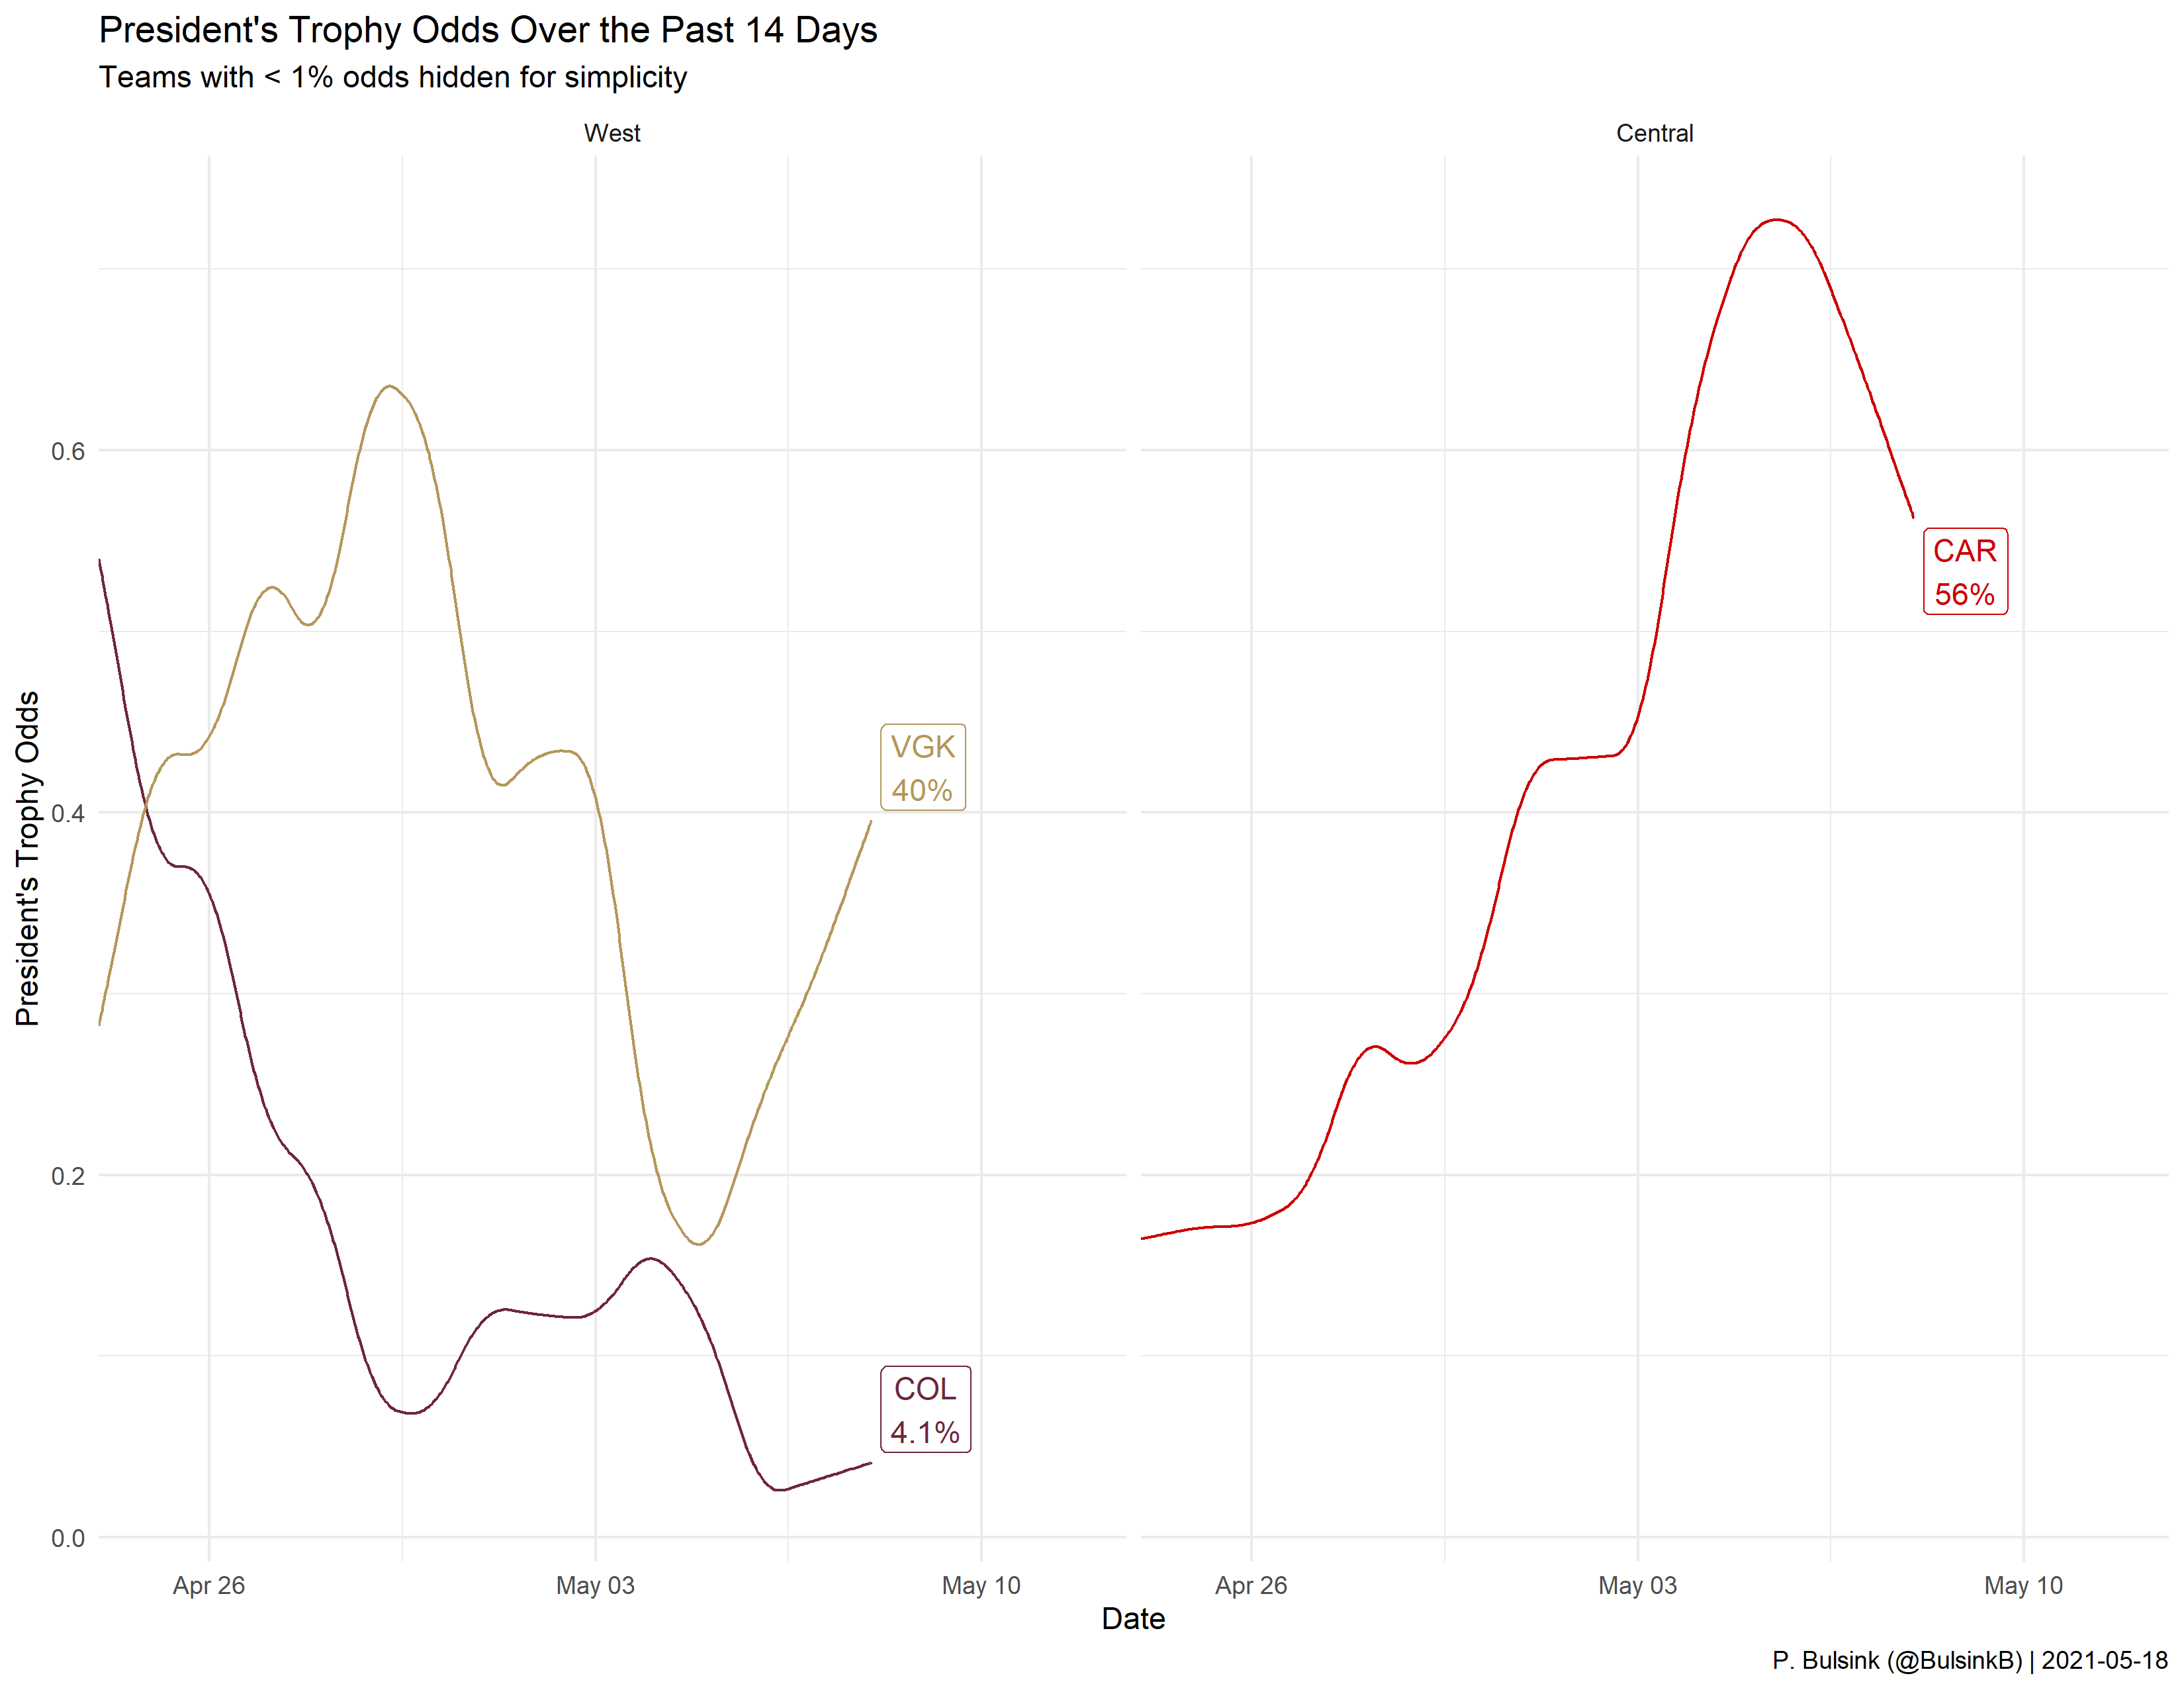 President's Trophy Odds Over the Past 14 Days
Teams with < 1% odds hidden for simplicity
West
Central
President's Trophy Odds
0.6
0.4
0.2
0.0
VGK
40%
COL
4.1%
CAR
56%
Apr 26
May 03
May 10
Apr 26
May 03
May 10
Date
P. Bulsink (@BulsinkB) | 2021-05-18